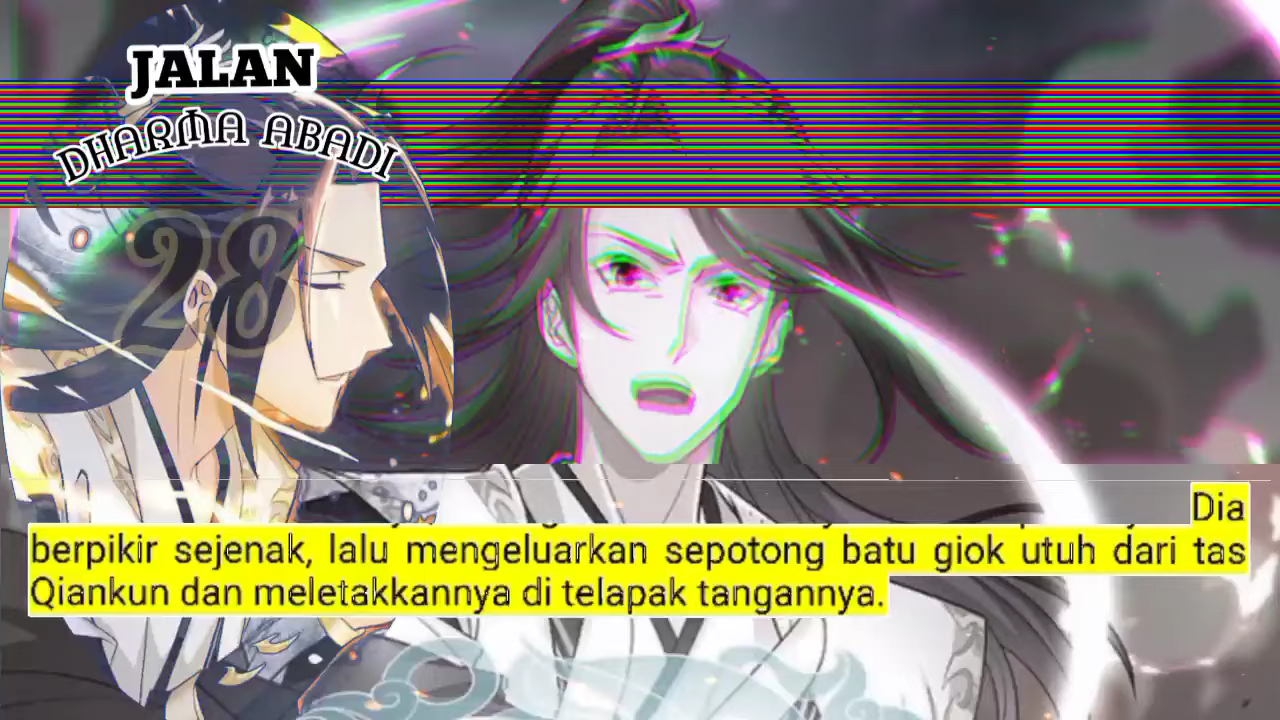 JALAN
DHARMA ABADI
28
Dia
berpikir sejenak, lalu mengeluarkan sepotong batu giok utuh dari tas
Qiankun dan meletakkannya di telapak tangannya.